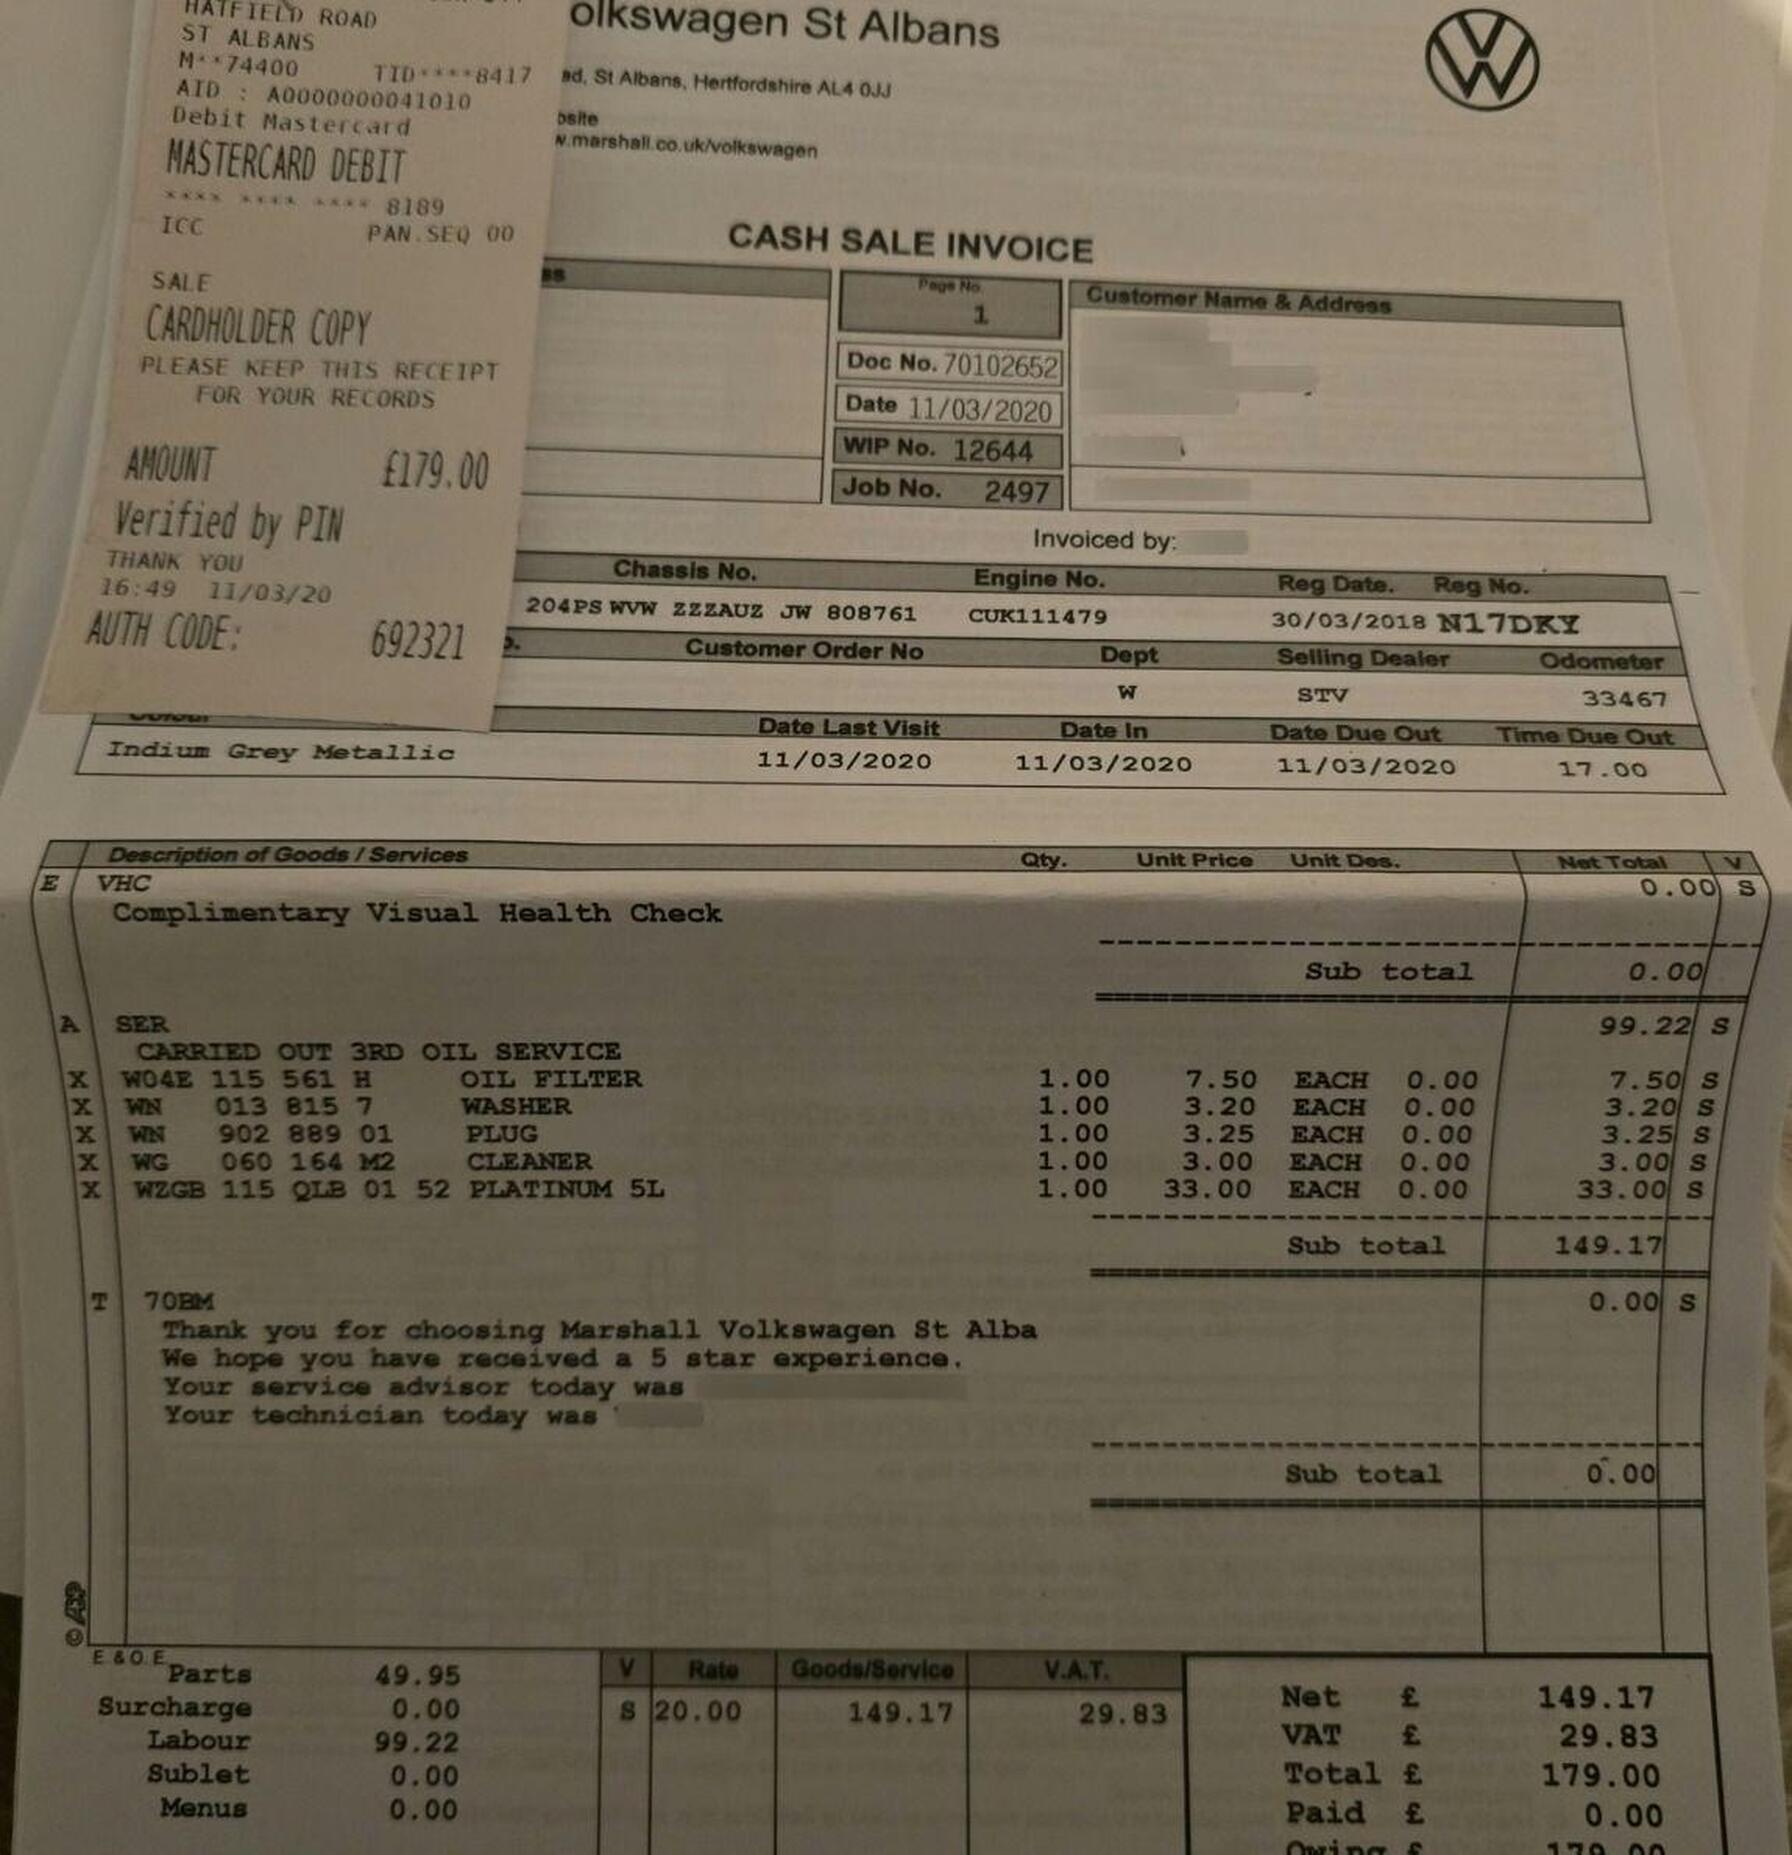 HATFIELD ROAD
ST ALBANS
M**74400 TID****8417
AID : A0000000041010
Debit Mastercard
MASTERCARD DEBIT
**** **** **** 8189
ICC PAN.SEQ 00
SALE
CARDHOLDER COPY
PLEASE KEEP THIS RECEIPT
FOR YOUR RECORDS
AMOUNT £179.00
Verified by PIN
THANK YOU
16:49 11/03/20
AUTH CODE: 692321
olkswagen St Albans
ad, St Albans, Hertfordshire AL4 0JJ
bsite
w.marshall.co.uk/volkswagen
CASH SALE INVOICE
ss
Page No.
1
Customer Name & Address
Doc No. 70102652
Date 11/03/2020
WIP No. 12644
Job No. 2497
Invoiced by:
Chassis No. Engine No. Reg Date. Reg No.
204PS WVW ZZZAUZ JW 808761 CUK111479 30/03/2018 N17DKY
o. Customer Order No Dept Selling Dealer Odometer
W STV 33467
Colour Date Last Visit Date In Date Due Out Time Due Out
Indium Grey Metallic 11/03/2020 11/03/2020 11/03/2020 17.00
Description of Goods / Services Qty. Unit Price Unit Des. Net Total V
E VHC 0.00 S
Complimentary Visual Health Check
Sub total 0.00
A SER 99.22 S
CARRIED OUT 3RD OIL SERVICE
X W04E 115 561 H OIL FILTER 1.00 7.50 EACH 0.00 7.50 S
X WN 013 815 7 WASHER 1.00 3.20 EACH 0.00 3.20 S
X WN 902 889 01 PLUG 1.00 3.25 EACH 0.00 3.25 S
X WG 060 164 M2 CLEANER 1.00 3.00 EACH 0.00 3.00 S
X WZGB 115 QLB 01 52 PLATINUM 5L 1.00 33.00 EACH 0.00 33.00 S
Sub total 149.17
T 70BM 0.00 S
Thank you for choosing Marshall Volkswagen St Alba
We hope you have received a 5 star experience.
Your service advisor today was
Your technician today was
Sub total 0.00
E & O E
Parts 49.95
Surcharge 0.00
Labour 99.22
Sublet 0.00
Menus 0.00
V Rate Goods/Service V.A.T.
S 20.00 149.17 29.83
Net £ 149.17
VAT £ 29.83
Total £ 179.00
Paid £ 0.00
Owing £ 179.00